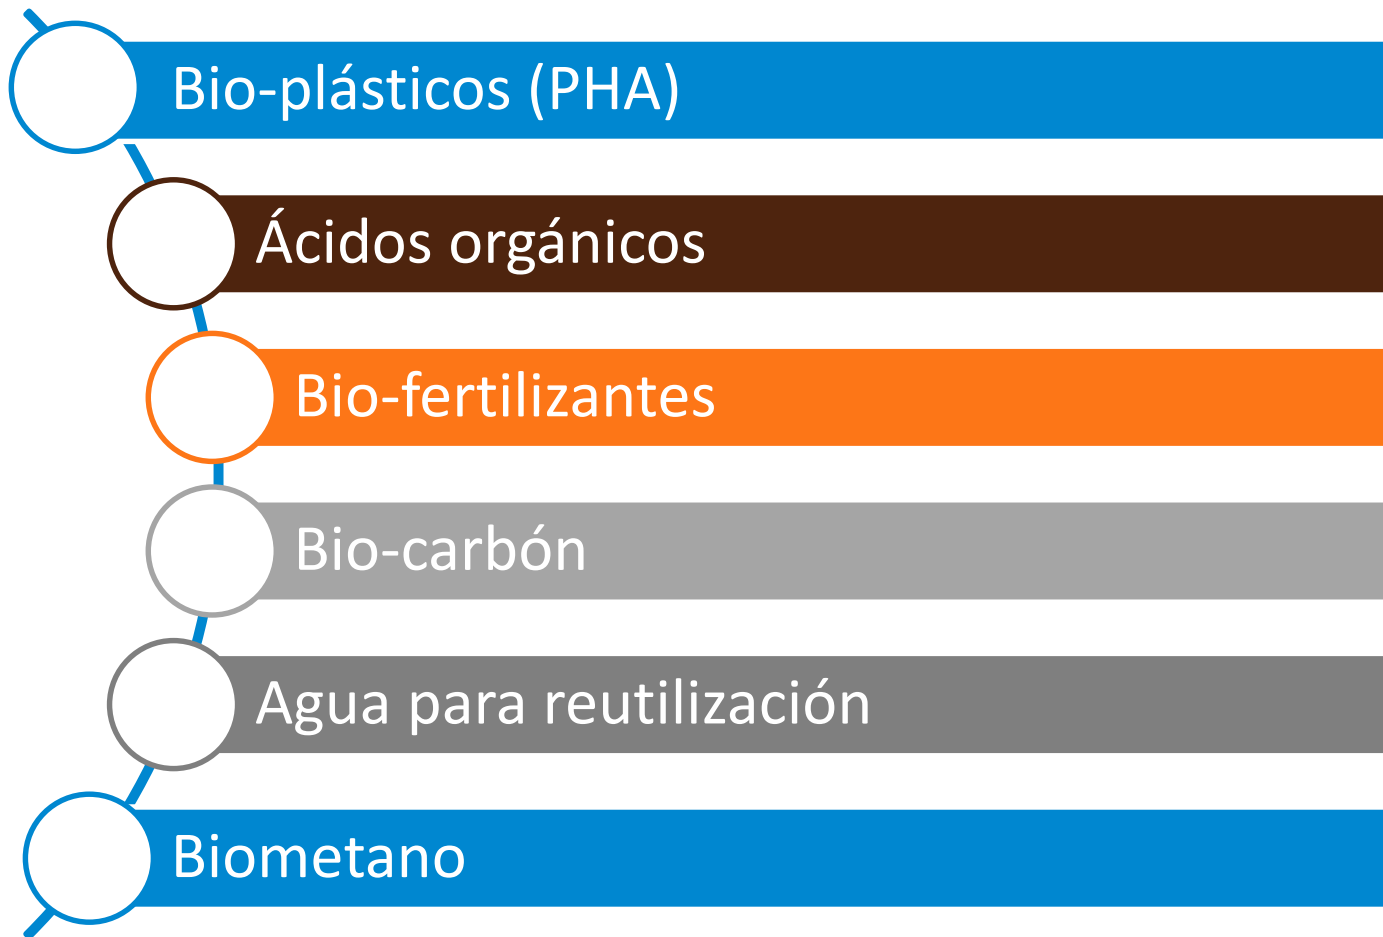 Bio-plásticos (PHA)
Ácidos orgánicos
Bio-fertilizantes
Bio-carbón
Agua para reutilización
Biometano